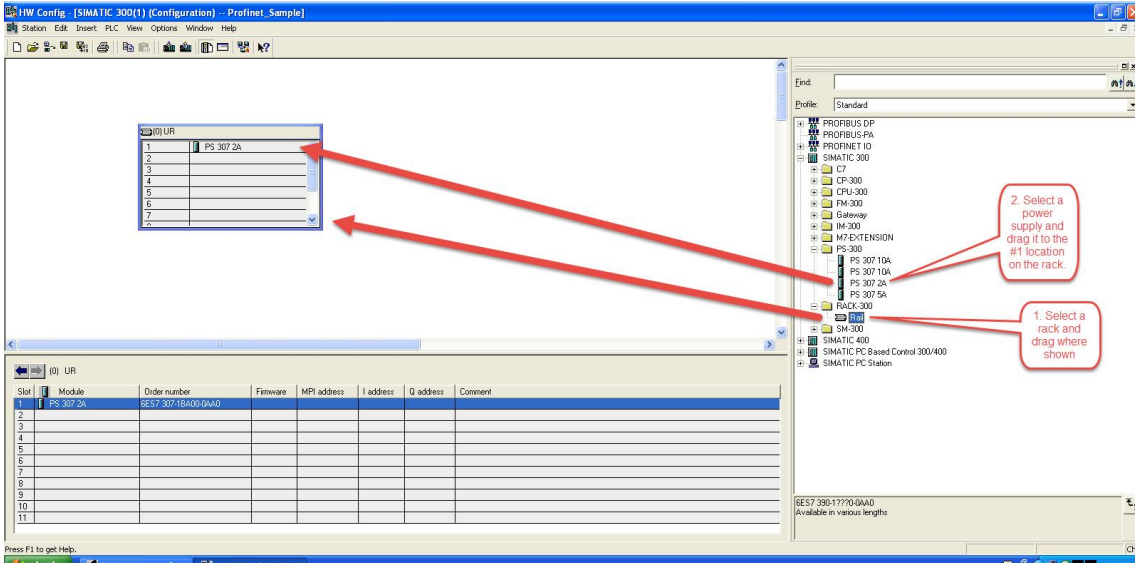 HW Config - [SIMATIC 300(1) (Configuration) -- Profinet_Sample]
Station Edit Insert PLC View Options Window Help
(0) UR
1 PS 307 2A
2
3
4
5
6
7
Find:
Profile: Standard
PROFIBUS DP
PROFIBUS-PA
PROFINET IO
SIMATIC 300
C7
CP-300
CPU-300
FM-300
Gateway
IM-300
M7-EXTENSION
PS-300
PS 307 10A
PS 307 10A
PS 307 2A
PS 307 5A
RACK-300
Rail
SM-300
SIMATIC 400
SIMATIC PC Based Control 300/400
SIMATIC PC Station
2. Select a
power
supply and
drag it to the
#1 location
on the rack.
1. Select a
rack and
drag where
shown
(0) UR
Slot Module Order number Firmware MPI address I address Q address Comment
1 PS 307 2A 6ES7 307-1BA00-0AA0
2
3
4
5
6
7
8
9
10
11
6ES7 390-1???0-0AA0
Available in various lengths
Press F1 to get Help.